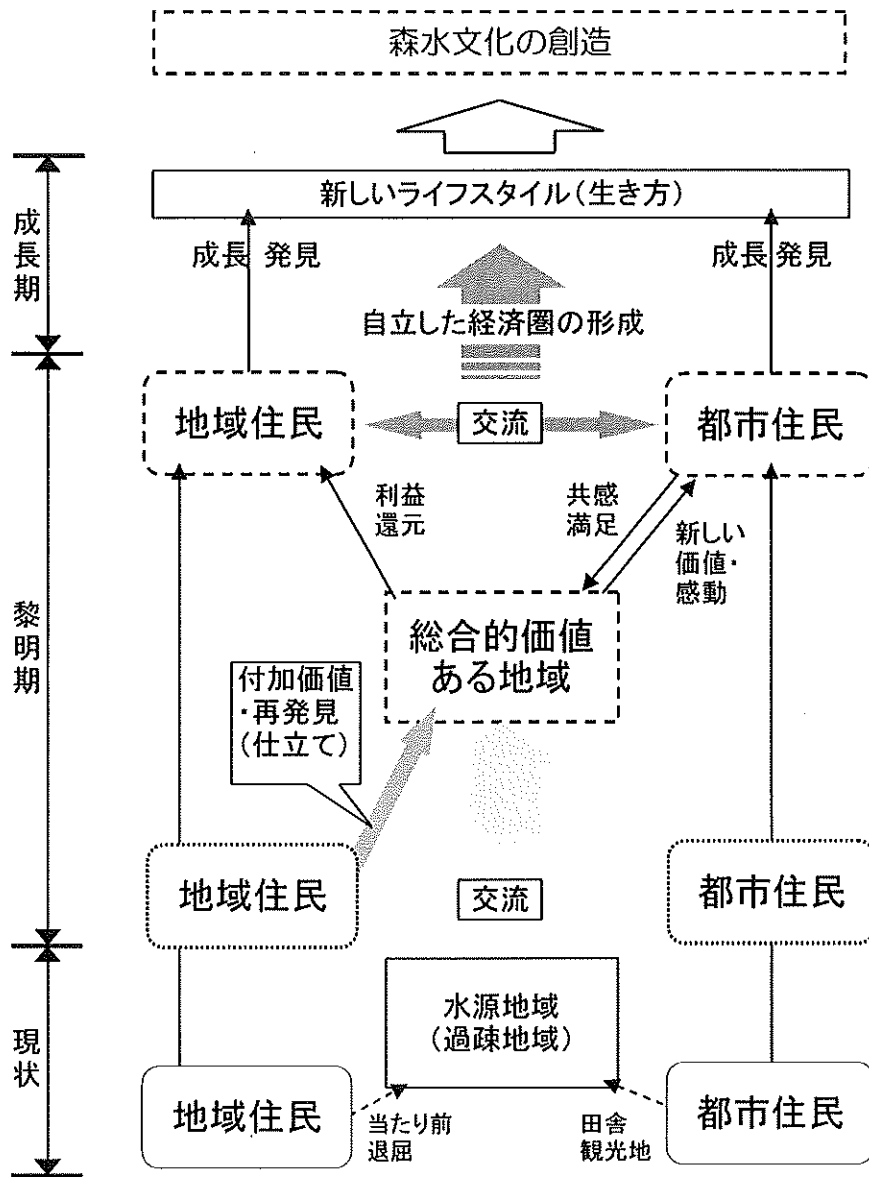 森水文化の創造
新しいライフスタイル(生き方)
成長期
成長 発見
成長 発見
自立した経済圏の形成
地域住民
交流
都市住民
利益
還元
共感
満足
新しい
価値・
感動
黎明期
総合的価値
ある地域
付加価値
・再発見
(仕立て)
地域住民
交流
都市住民
現状
水源地域
(過疎地域)
地域住民
当たり前
退屈
田舎
観光地
都市住民